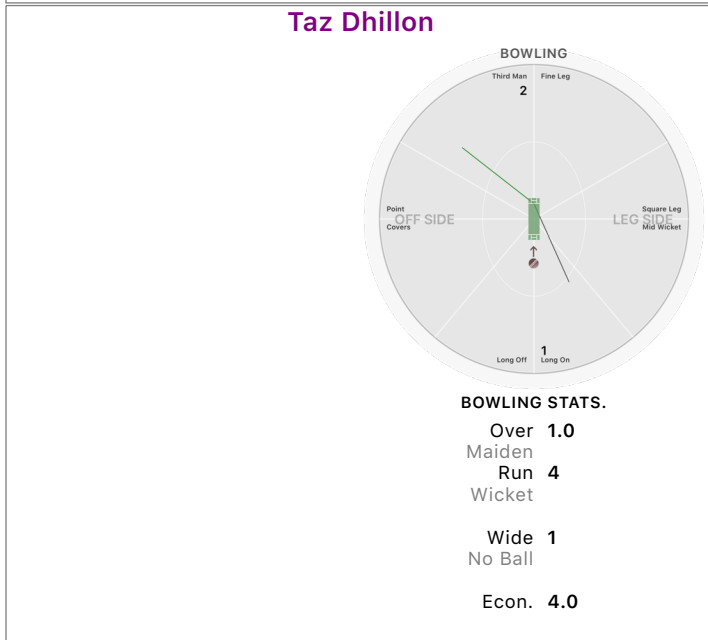 Taz Dhillon
BOWLING
Third Man Fine Leg
2
Point Square Leg
OFF SIDE LEG SIDE
Covers Mid Wicket
1
Long Off Long On
BOWLING STATS.
Over 1.0
Maiden
Run 4
Wicket
Wide 1
No Ball
Econ. 4.0